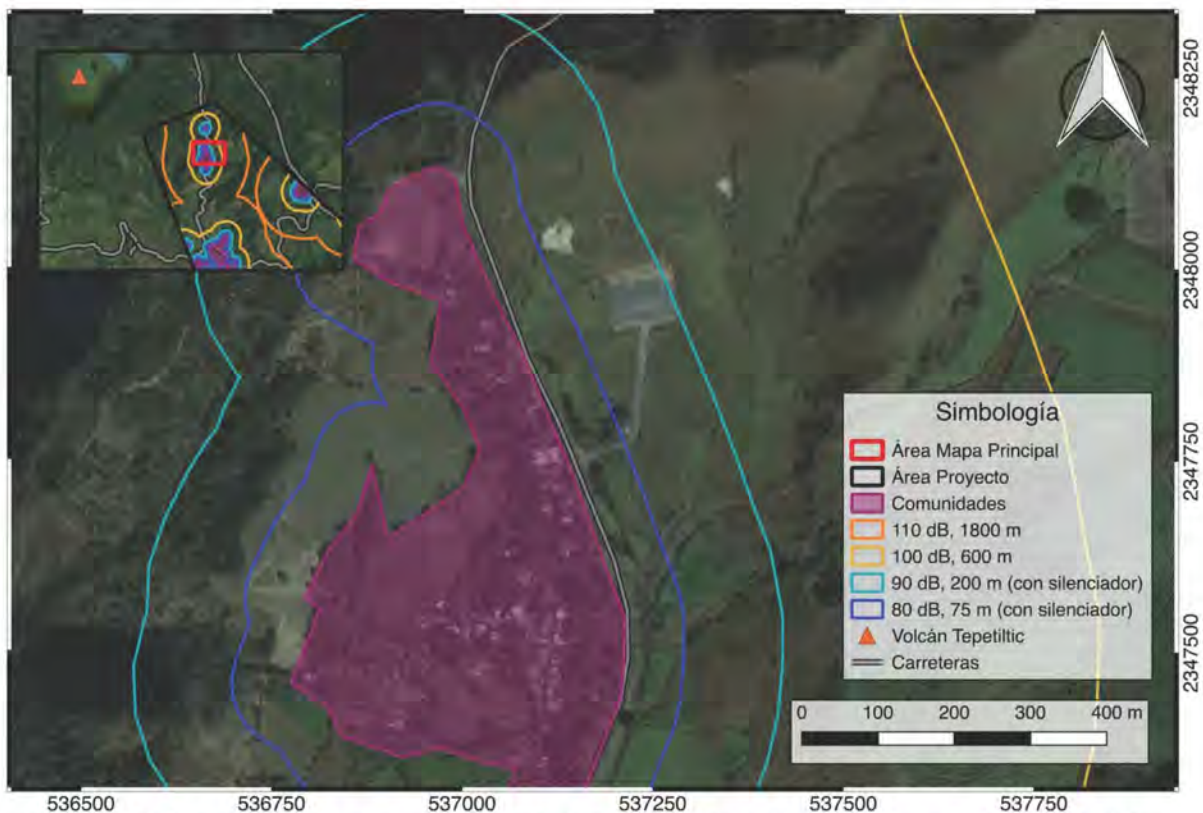 Simbología
Área Mapa Principal
Área Proyecto
Comunidades
110 dB, 1800 m
100 dB, 600 m
90 dB, 200 m (con silenciador)
80 dB, 75 m (con silenciador)
Volcán Tepetiltic
Carreteras
0 100 200 300 400 m
2348250
2348000
2347750
2347500
536500 536750 537000 537250 537500 537750